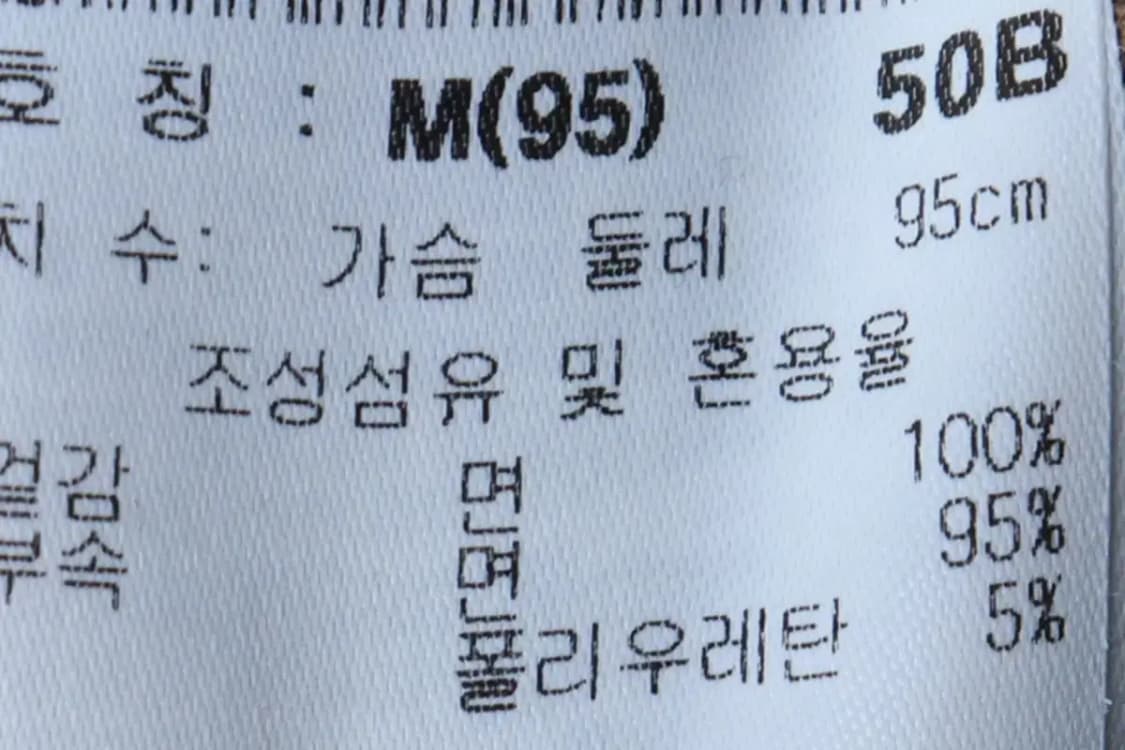 호 칭 : M(95) 50B
치 수: 가슴 둘레 95cm
조성섬유 및 혼용율
겉감 면 100%
부속 면 95%
폴리우레탄 5%